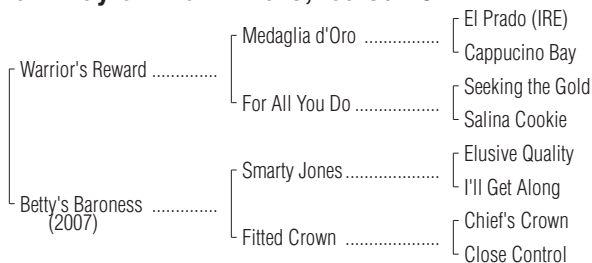 El Prado (IRE)
Medaglia d'Oro ................
Cappucino Bay
Warrior's Reward .............
Seeking the Gold
For All You Do ..................
Salina Cookie
Elusive Quality
Smarty Jones....................
I'll Get Along
Betty's Baroness .............
(2007)
Chief's Crown
Fitted Crown ....................
Close Control